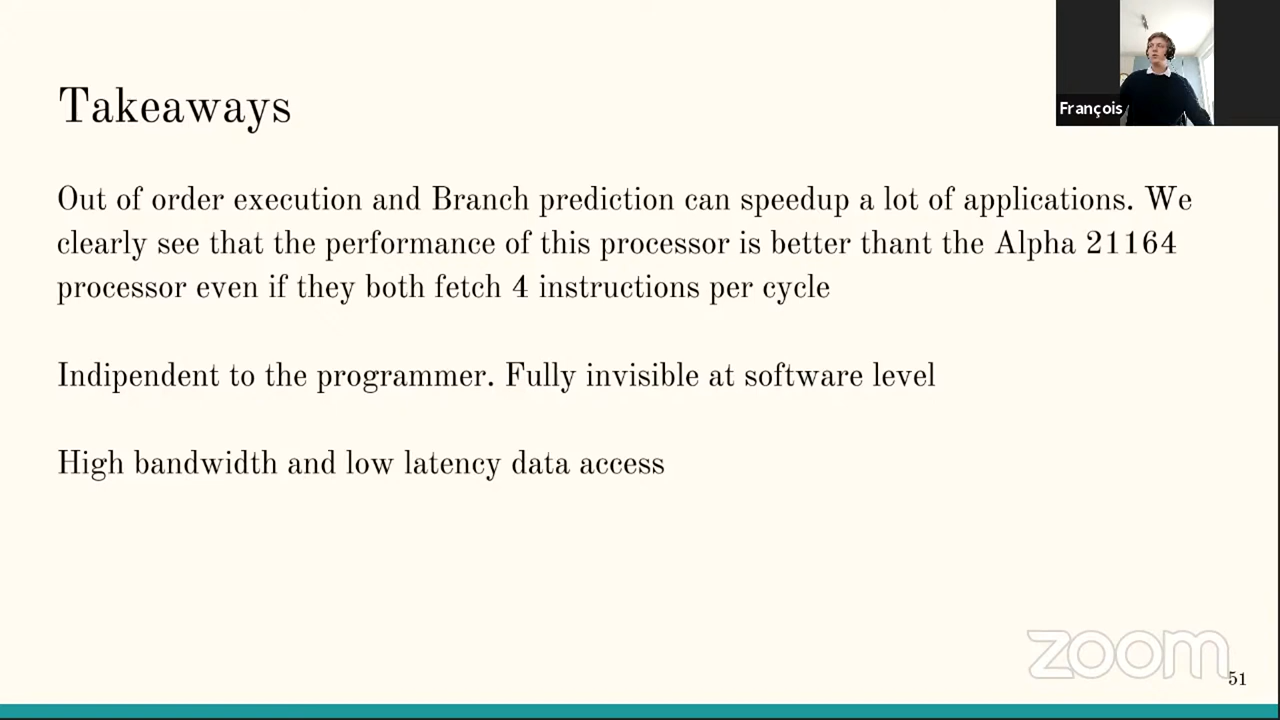 Takeaways
François
Out of order execution and Branch prediction can speedup a lot of applications. We
clearly see that the performance of this processor is better thant the Alpha 21164
processor even if they both fetch 4 instructions per cycle
Indipendent to the programmer. Fully invisible at software level
High bandwidth and low latency data access
zoom
51